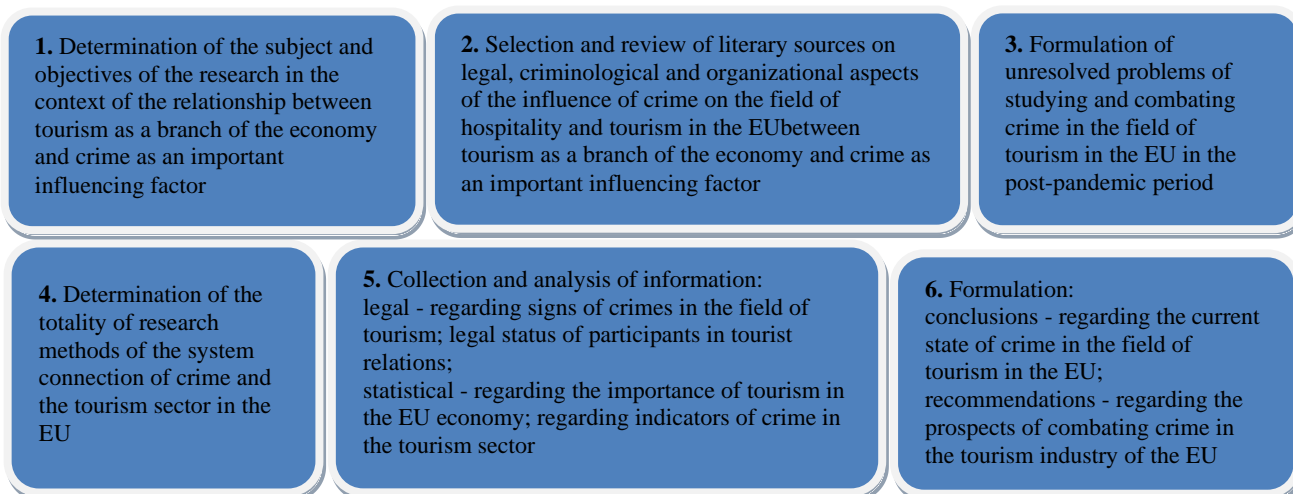 1. Determination of the subject and
objectives of the research in the
context of the relationship between
tourism as a branch of the economy
and crime as an important
influencing factor
2. Selection and review of literary sources on
legal, criminological and organizational aspects
of the influence of crime on the field of
hospitality and tourism in the EUbetween
tourism as a branch of the economy and crime as
an important influencing factor
3. Formulation of
unresolved problems of
studying and combating
crime in the field of
tourism in the EU in the
post-pandemic period
4. Determination of the
totality of research
methods of the system
connection of crime and
the tourism sector in the
EU
5. Collection and analysis of information:
legal - regarding signs of crimes in the field of
tourism; legal status of participants in tourist
relations;
statistical - regarding the importance of tourism in
the EU economy; regarding indicators of crime in
the tourism sector
6. Formulation:
conclusions - regarding the current
state of crime in the field of
tourism in the EU;
recommendations - regarding the
prospects of combating crime in
the tourism industry of the EU